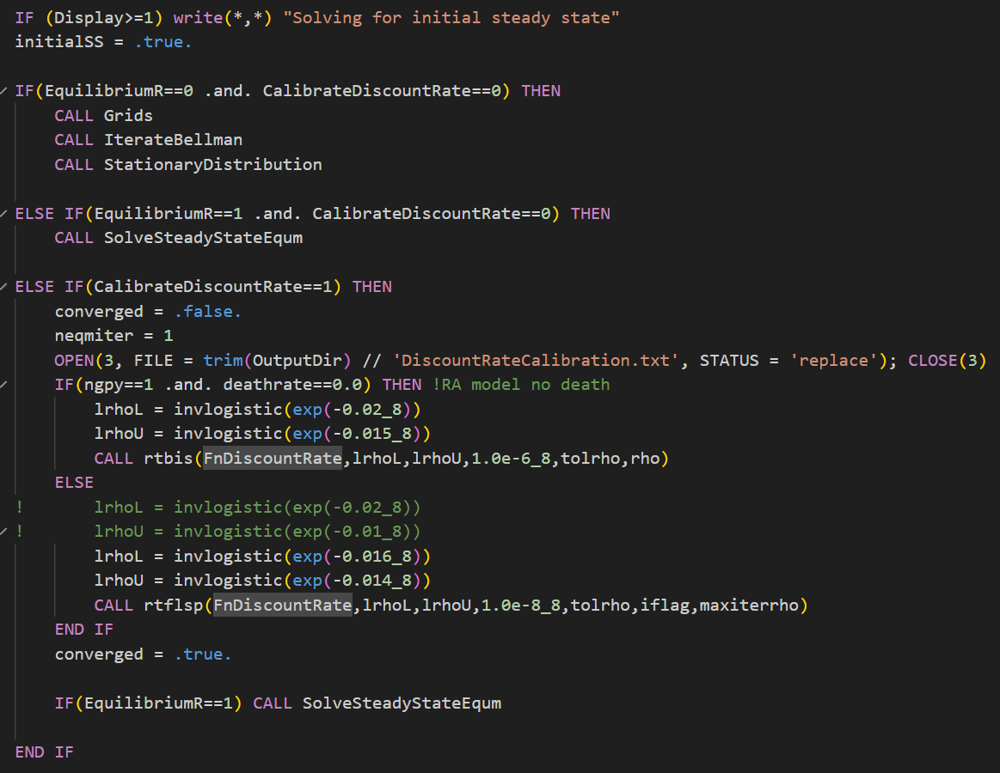 IF (Display>=1) write(*,*) "Solving for initial steady state"
initialSS = .true.
IF(EquilibriumR==0 .and. CalibrateDiscountRate==0) THEN
CALL Grids
CALL IterateBellman
CALL StationaryDistribution
ELSE IF(EquilibriumR==1 .and. CalibrateDiscountRate==0) THEN
CALL SolveSteadyStateEqum
ELSE IF(CalibrateDiscountRate==1) THEN
converged = .false.
neqmiter = 1
OPEN(3, FILE = trim(OutputDir) // 'DiscountRateCalibration.txt', STATUS = 'replace'); CLOSE(3)
IF(ngpy==1 .and. deathrate==0.0) THEN !RA model no death
lrhoL = invlogistic(exp(-0.02_8))
lrhoU = invlogistic(exp(-0.015_8))
CALL rtbis(FnDiscountRate,lrhoL,lrhoU,1.0e-6_8,tolrho,rho)
ELSE
! lrhoL = invlogistic(exp(-0.02_8))
! lrhoU = invlogistic(exp(-0.01_8))
lrhoL = invlogistic(exp(-0.016_8))
lrhoU = invlogistic(exp(-0.014_8))
CALL rtflsp(FnDiscountRate,lrhoL,lrhoU,1.0e-8_8,tolrho,iflag,maxiterrho)
END IF
converged = .true.
IF(EquilibriumR==1) CALL SolveSteadyStateEqum
END IF